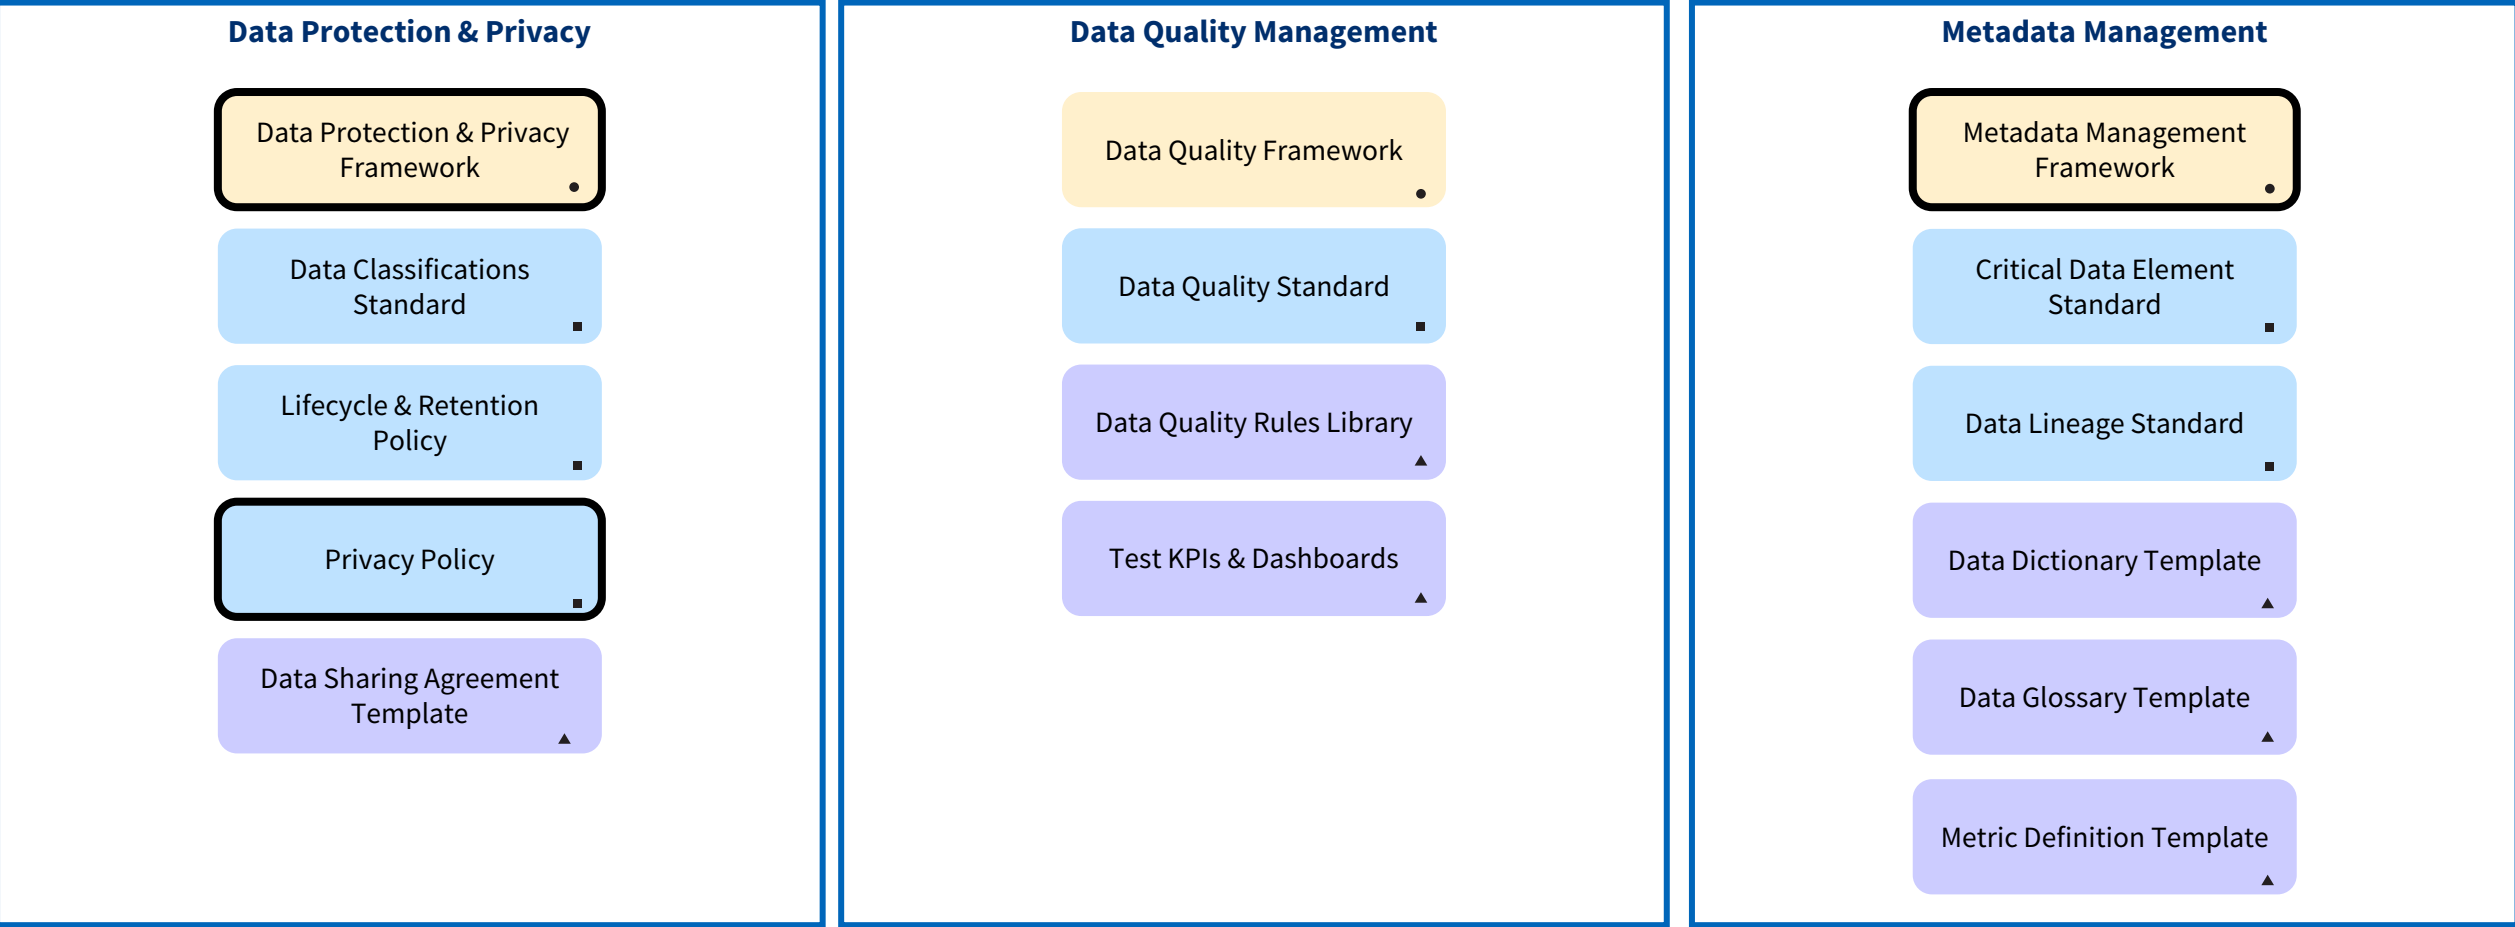 Data Protection & Privacy
Data Protection & Privacy
Framework
Data Classifications
Standard
Lifecycle & Retention
Policy
Privacy Policy
Data Sharing Agreement
Template
Data Quality Management
Data Quality Framework
Data Quality Standard
Data Quality Rules Library
Test KPIs & Dashboards
Metadata Management
Metadata Management
Framework
Critical Data Element
Standard
Data Lineage Standard
Data Dictionary Template
Data Glossary Template
Metric Definition Template